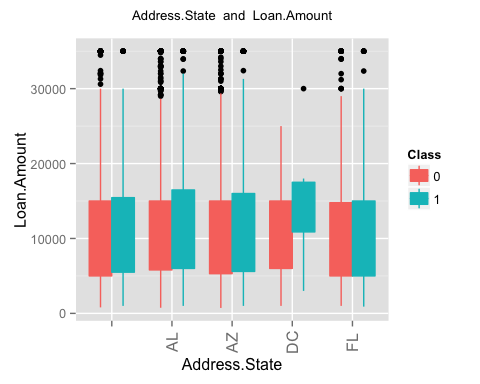 Address.State and Loan.Amount
Loan.Amount
30000
20000
10000
0
AL
AZ
DC
FL
Address.State
Class
0
1